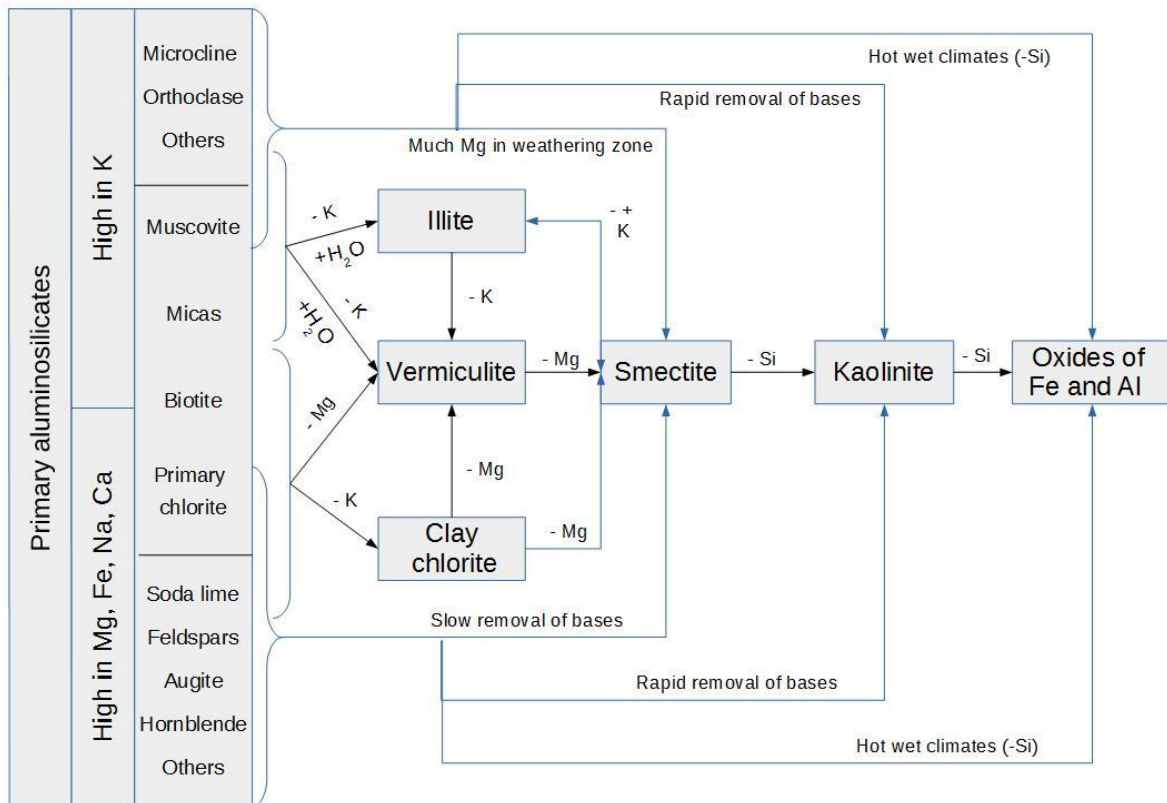 Primary aluminosilicates
High in K
High in Mg, Fe, Na, Ca
Microcline
Orthoclase
Others
Muscovite
Micas
Biotite
Primary
chlorite
Soda lime
Feldspars
Augite
Hornblende
Others
Hot wet climates (-Si)
Rapid removal of bases
Much Mg in weathering zone
- K
+H₂O
- K
+H₂O
Illite
- +
K
- K
Vermiculite
- Mg
Smectite
- Si
Kaolinite
- Si
Oxides of
Fe and Al
- Mg
- K
- Mg
Clay
chlorite
- Mg
Slow removal of bases
Rapid removal of bases
Hot wet climates (-Si)